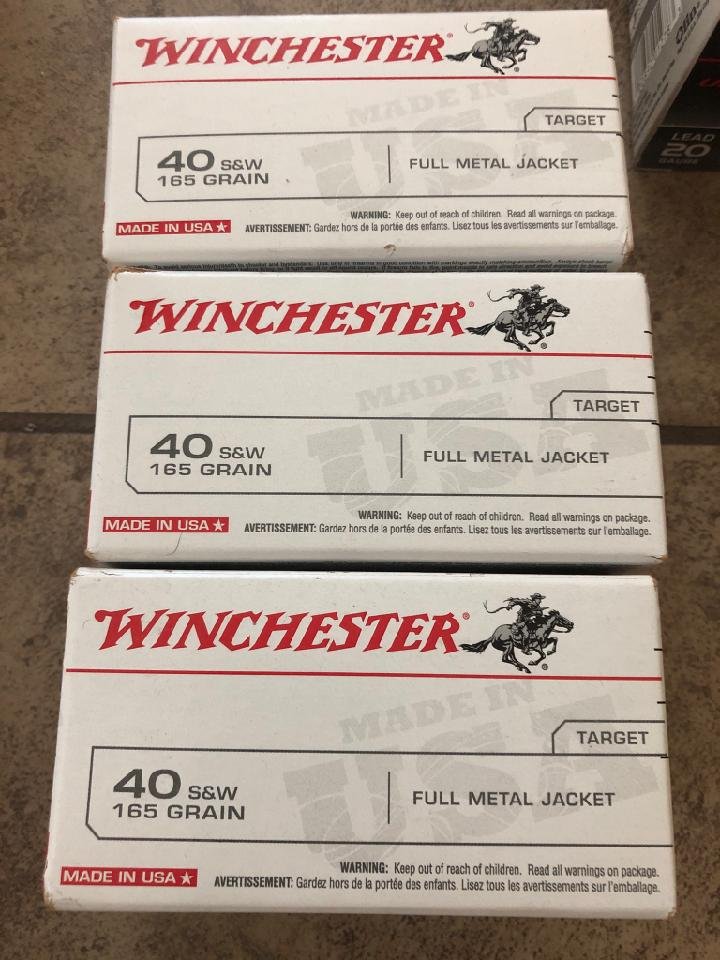 WINCHESTER®
MADE IN
USA
TARGET
40 S&W
165 GRAIN
FULL METAL JACKET
WARNING: Keep out of reach of children. Read all warnings on package.
MADE IN USA ★ AVERTISSEMENT: Gardez hors de la portée des enfants. Lisez tous les avertissements sur l'emballage.
WINCHESTER®
MADE IN
USA
TARGET
40 S&W
165 GRAIN
FULL METAL JACKET
WARNING: Keep out of reach of children. Read all warnings on package.
MADE IN USA ★ AVERTISSEMENT: Gardez hors de la portée des enfants. Lisez tous les avertissements sur l'emballage.
WINCHESTER®
MADE IN
USA
TARGET
40 S&W
165 GRAIN
FULL METAL JACKET
WARNING: Keep out of reach of children. Read all warnings on package.
MADE IN USA ★ AVERTISSEMENT: Gardez hors de la portée des enfants. Lisez tous les avertissements sur l'emballage.
Olin
LEAD
20
GAUGE